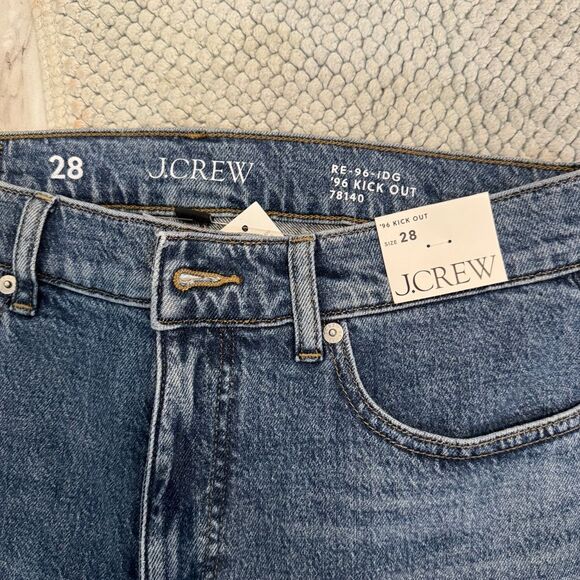 28
J.CREW
RE-96-IDG
'96 KICK OUT
78140
'96 KICK OUT
SIZE 28
J.CREW